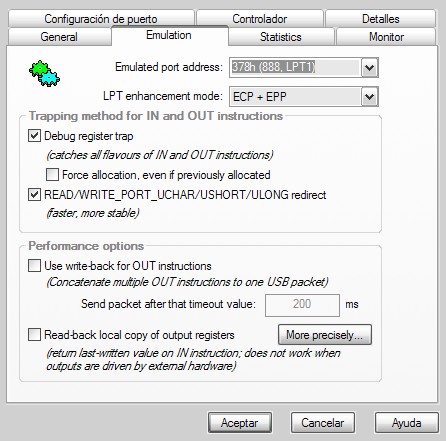 Configuración de puerto
Controlador
Detalles
General
Emulation
Statistics
Monitor
Emulated port address:
378h (888, LPT1)
LPT enhancement mode:
ECP + EPP
Trapping method for IN and OUT instructions
Debug register trap
(catches all flavours of IN and OUT instructions)
Force allocation, even if previously allocated
READ/WRITE_PORT_UCHAR/USHORT/ULONG redirect
(faster, more stable)
Performance options
Use write-back for OUT instructions
(Concatenate multiple OUT instructions to one USB packet)
Send packet after that timeout value:
200
ms
Read-back local copy of output registers
More precisely...
(return last-written value on IN instruction; does not work when
outputs are driven by external hardware)
Aceptar
Cancelar
Ayuda